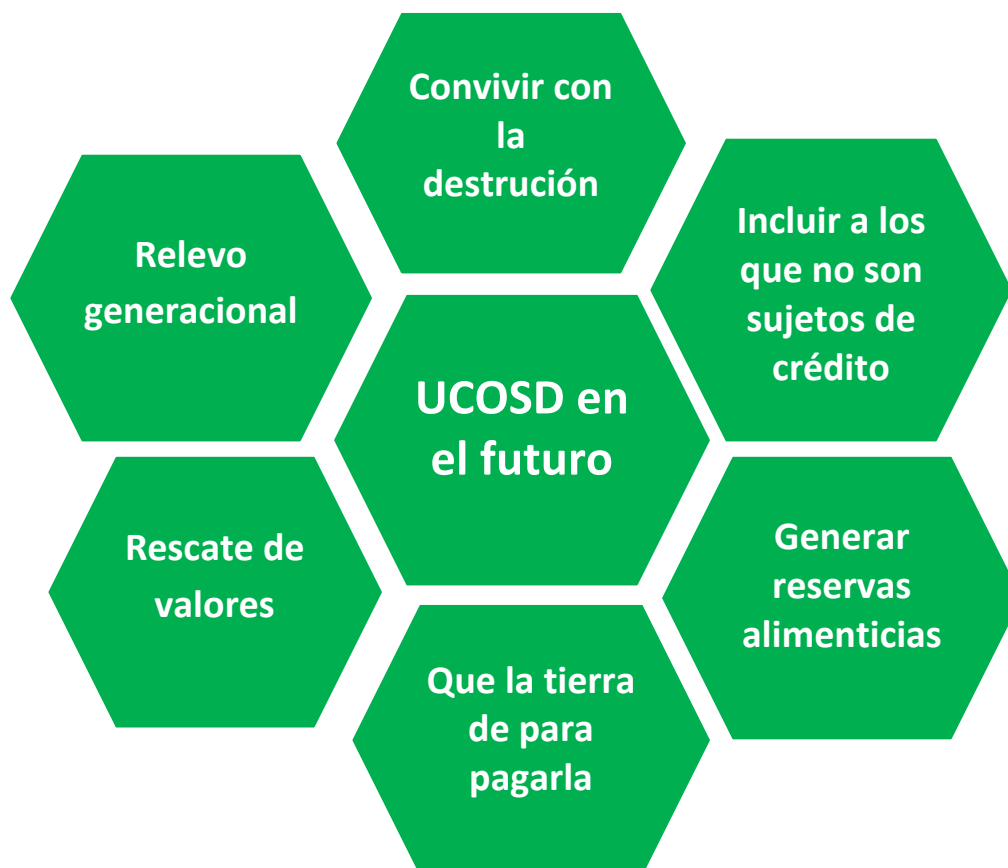 Convivir con
la
destrución
Incluir a los
que no son
sujetos de
crédito
Relevo
generacional
UCOSD en
el futuro
Rescate de
valores
Generar
reservas
alimenticias
Que la tierra
de para
pagarla